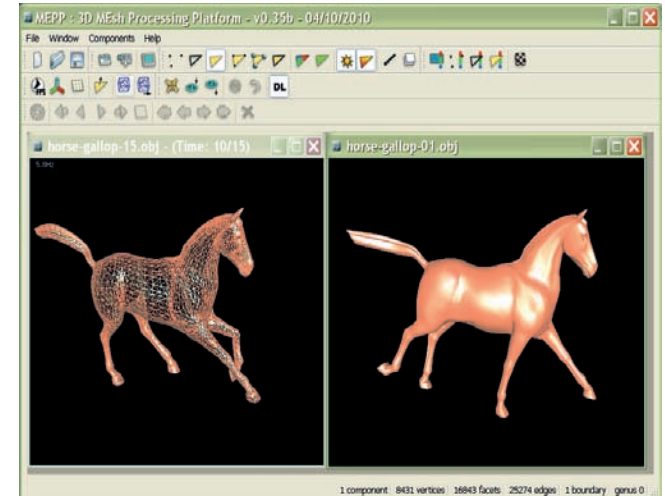 MEPP : 3D MEsh Processing Platform - v0.35b - 04/10/2010
File Window Components Help
DL
horse-gallop-15.obj - (Time: 10/15)
horse-gallop-01.obj
1 component 8431 vertices 16843 facets 25274 edges 1 boundary genus 0